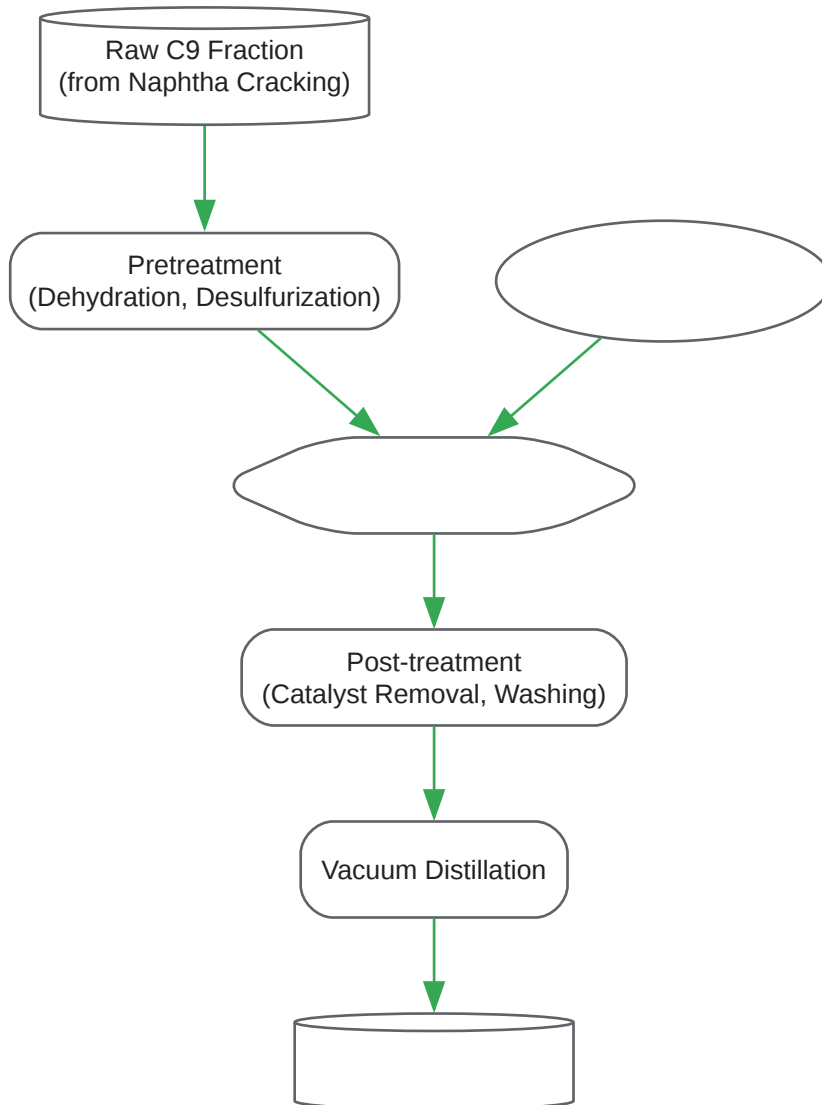 Raw C9 Fraction
(from Naphtha Cracking)
Pretreatment
(Dehydration, Desulfurization)
Post-treatment
(Catalyst Removal, Washing)
Vacuum Distillation